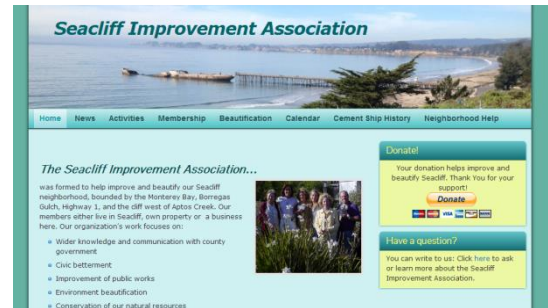 Seacliff Improvement Association
Home News Activities Membership Beautification Calendar Cement Ship History Neighborhood Help
The Seacliff Improvement Association...
was formed to help improve and beautify our Seacliff
neighborhood, bounded by the Monterey Bay, Borregas
Gulch, Highway 1, and the cliff west of Aptos Creek. Our
members either live in Seacliff, own property or a business
here. Our organization's work focuses on:
Wider knowledge and communication with county
government
Civic betterment
Improvement of public works
Environment beautification
Conservation of our natural resources
Donate!
Your donation helps improve and
beautify Seacliff. Thank You for your
support!
Donate
VISA
Have a question?
You can write to us: Click here to ask
or learn more about the Seacliff
Improvement Association.